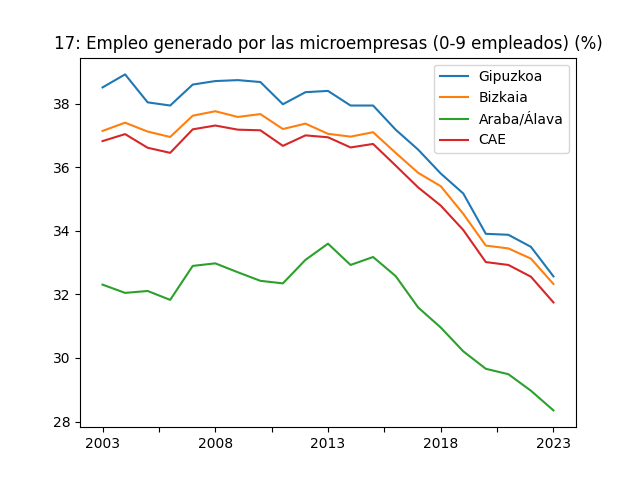 17: Empleo generado por las microempresas (0-9 empleados) (%)
Gipuzkoa
Bizkaia
Araba/Álava
CAE
38
36
34
32
30
28
2003 2008 2013 2018 2023